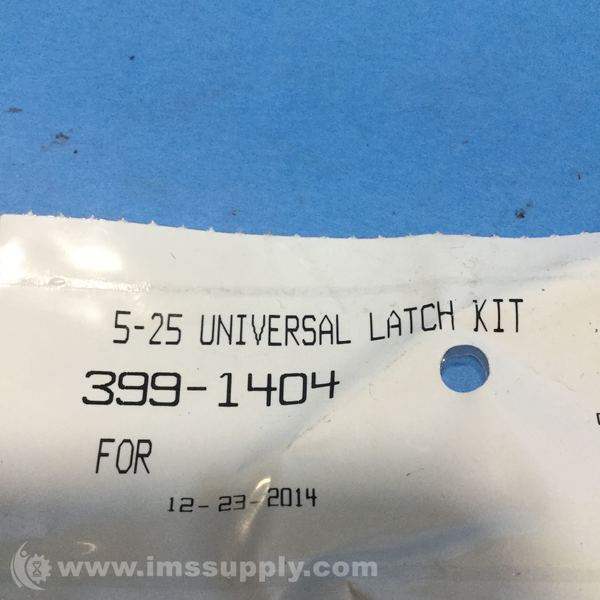 5-25 UNIVERSAL LATCH KIT
399-1404
FOR
12-23-2014
www.imssupply.com